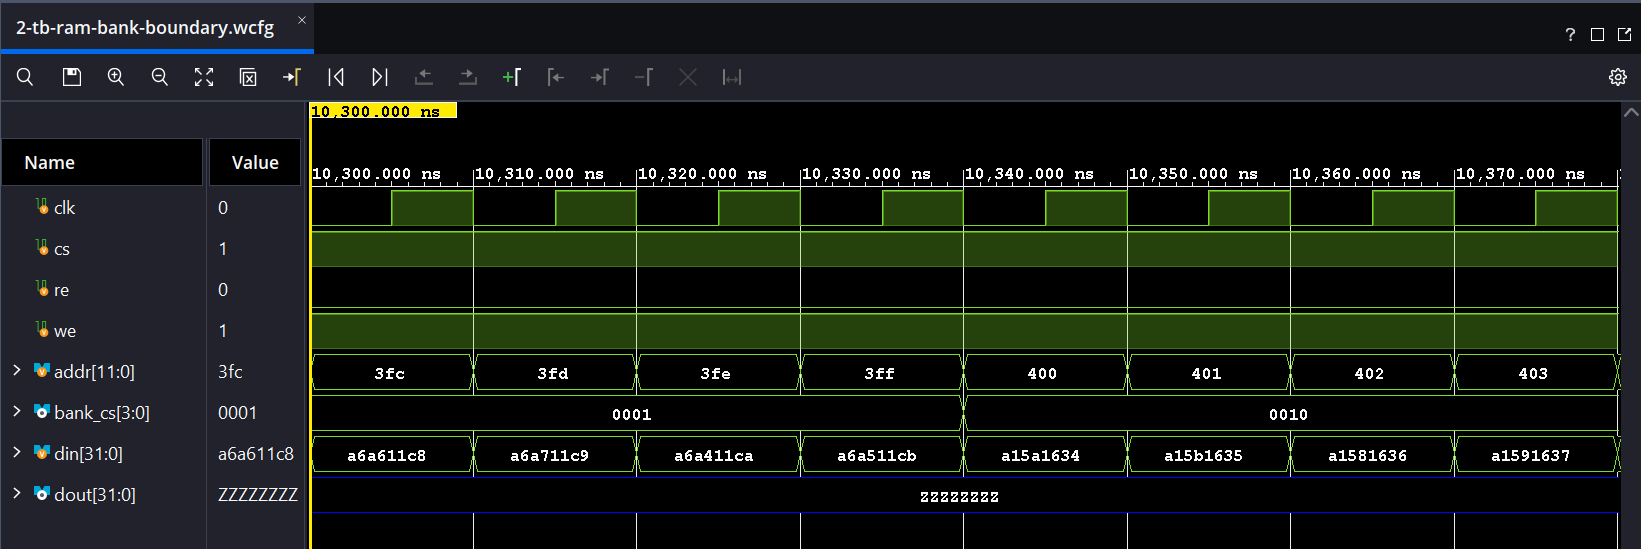 2-tb-ram-bank-boundary.wcfg ×
?
10,300.000 ns
Name Value
10,300.000 ns 10,310.000 ns 10,320.000 ns 10,330.000 ns 10,340.000 ns 10,350.000 ns 10,360.000 ns 10,370.000 ns
clk 0
cs 1
re 0
we 1
addr[11:0] 3fc 3fc 3fd 3fe 3ff 400 401 402 403
bank_cs[3:0] 0001 0001 0010
din[31:0] a6a611c8 a6a611c8 a6a711c9 a6a411ca a6a511cb a15a1634 a15b1635 a1581636 a1591637
dout[31:0] ZZZZZZZZ ZZZZZZZZ